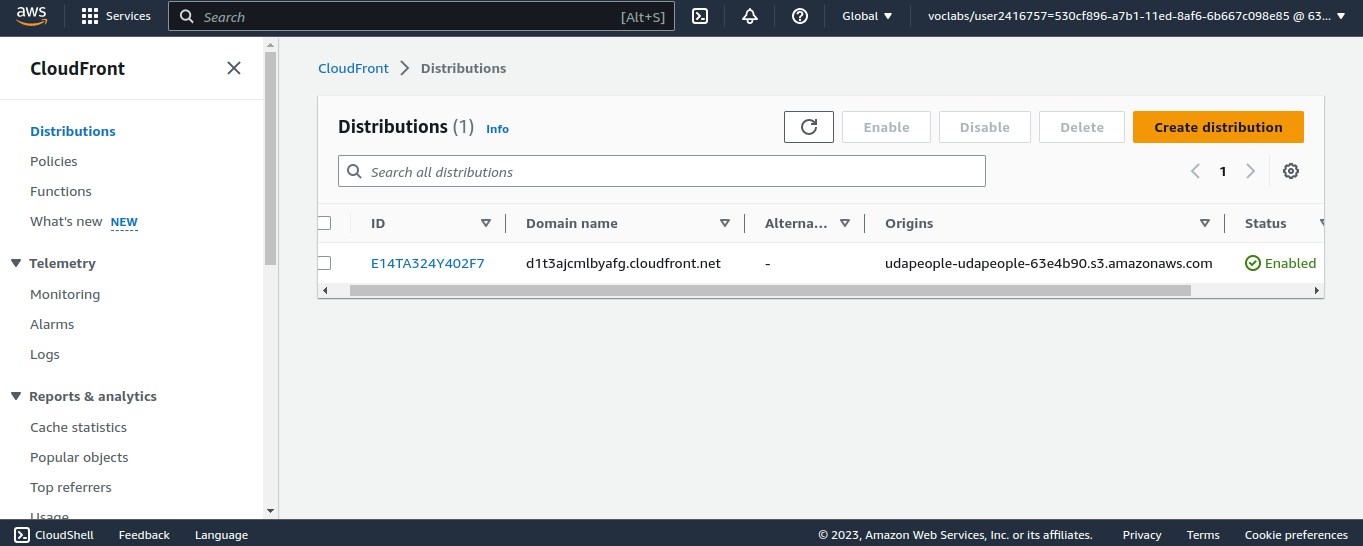 aws Services Search [Alt+S] Global voclabs/user2416757=530cf896-a7b1-11ed-8af6-6b667c098e85 @ 63...
CloudFront
Distributions
Policies
Functions
What's new NEW
Telemetry
Monitoring
Alarms
Logs
Reports & analytics
Cache statistics
Popular objects
Top referrers
Usage
CloudFront Distributions
Distributions (1) Info Enable Disable Delete Create distribution
Search all distributions 1
ID Domain name Alterna... Origins Status
E14TA324Y402F7 d1t3ajcmlbyafg.cloudfront.net - udapeople-udapeople-63e4b90.s3.amazonaws.com Enabled
CloudShell Feedback Language © 2023, Amazon Web Services, Inc. or its affiliates. Privacy Terms Cookie preferences